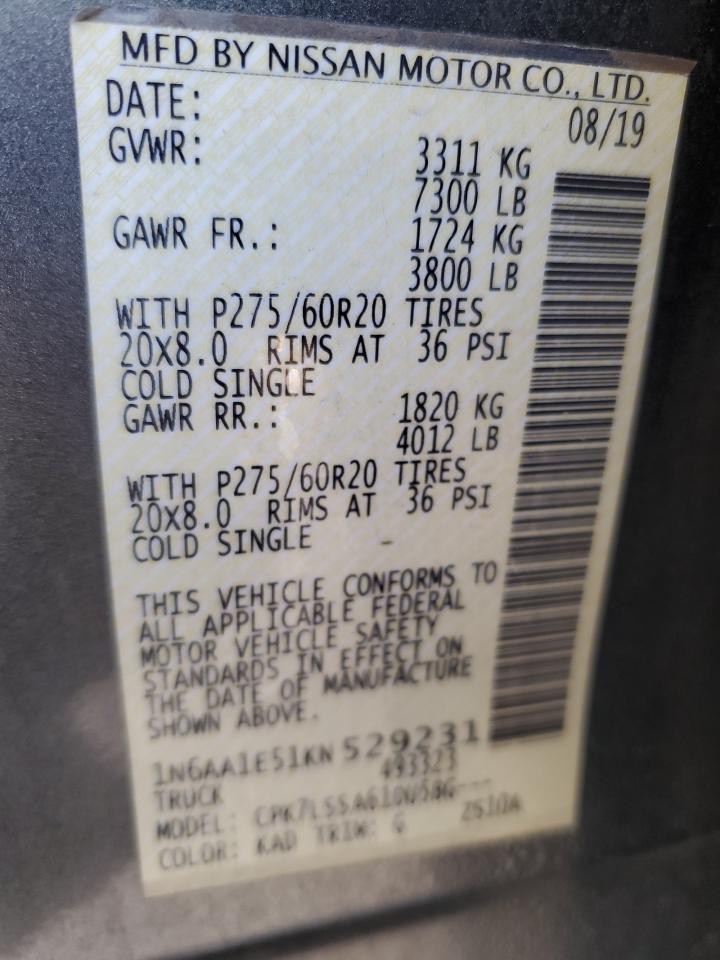 MFD BY NISSAN MOTOR CO., LTD.
DATE: 08/19
GVWR: 3311 KG
7300 LB
GAWR FR.: 1724 KG
3800 LB
WITH P275/60R20 TIRES
20X8.0 RIMS AT 36 PSI
COLD SINGLE
GAWR RR.: 1820 KG
4012 LB
WITH P275/60R20 TIRES
20X8.0 RIMS AT 36 PSI
COLD SINGLE -
THIS VEHICLE CONFORMS TO
ALL APPLICABLE FEDERAL
MOTOR VEHICLE SAFETY
STANDARDS IN EFFECT ON
THE DATE OF MANUFACTURE
SHOWN ABOVE.
1N6AA1E51KN 529231
493323
TRUCK
MODEL:
COLOR: KAD TRIM: G